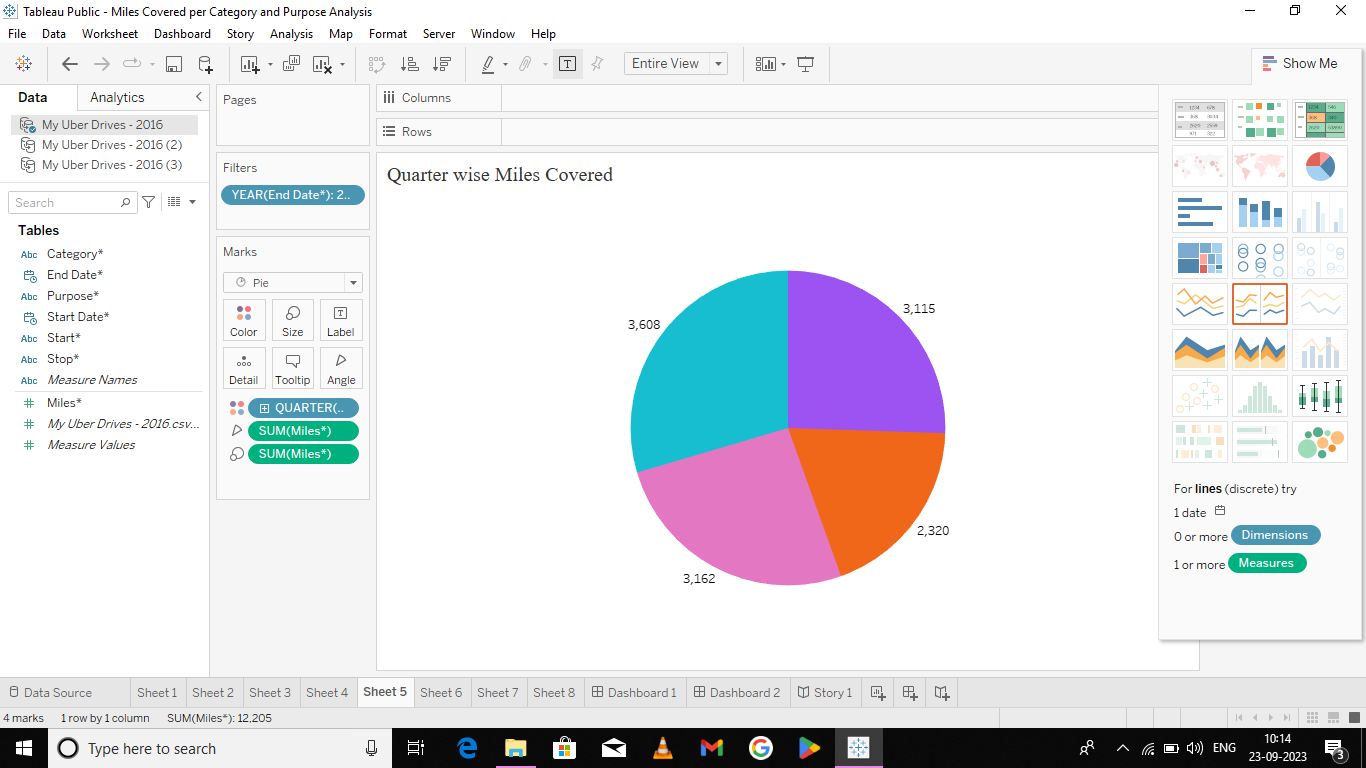 Tableau Public - Miles Covered per Category and Purpose Analysis
File Data Worksheet Dashboard Story Analysis Map Format Server Window Help
Entire View
Show Me
Data Analytics
My Uber Drives - 2016
My Uber Drives - 2016 (2)
My Uber Drives - 2016 (3)
Search
Tables
Abc Category*
End Date*
Abc Purpose*
Start Date*
Abc Start*
Abc Stop*
Abc Measure Names
# Miles*
# My Uber Drives - 2016.csv...
# Measure Values
Pages
Filters
YEAR(End Date*): 2..
Marks
Pie
Color Size Label
Detail Tooltip Angle
QUARTER(..
SUM(Miles*)
SUM(Miles*)
Columns
Rows
Quarter wise Miles Covered
3,115
3,608
2,320
3,162
For lines (discrete) try
1 date
0 or more Dimensions
1 or more Measures
Data Source Sheet 1 Sheet 2 Sheet 3 Sheet 4 Sheet 5 Sheet 6 Sheet 7 Sheet 8 Dashboard 1 Dashboard 2 Story 1
4 marks 1 row by 1 column SUM(Miles*): 12,205
Type here to search
ENG
10:14
23-09-2023
3